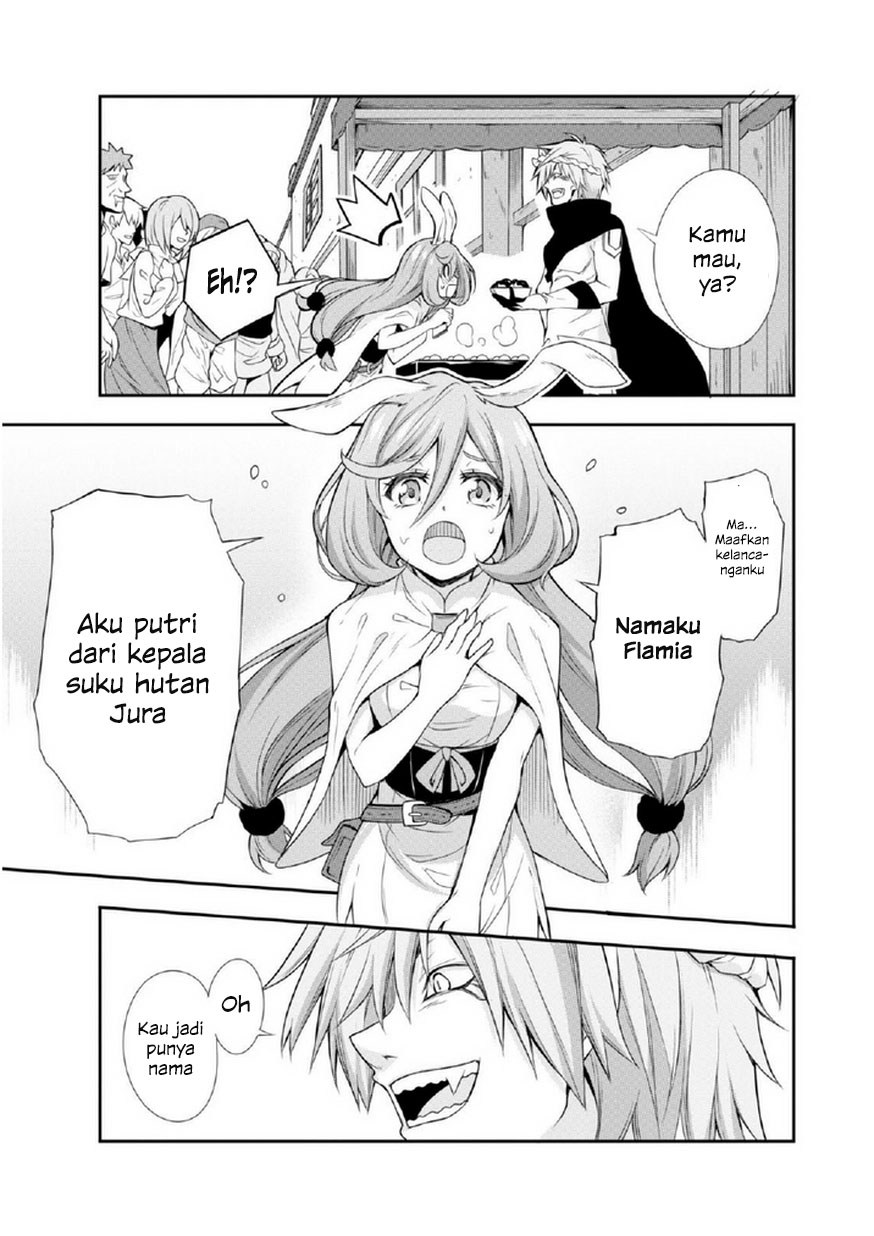 Kamu
mau,
ya?
Eh!?
Ma...
Maafkan
kelanca-
nganku
Namaku
Flamia
Aku putri
dari kepala
suku hutan
Jura
Oh
Kau jadi
punya
nama